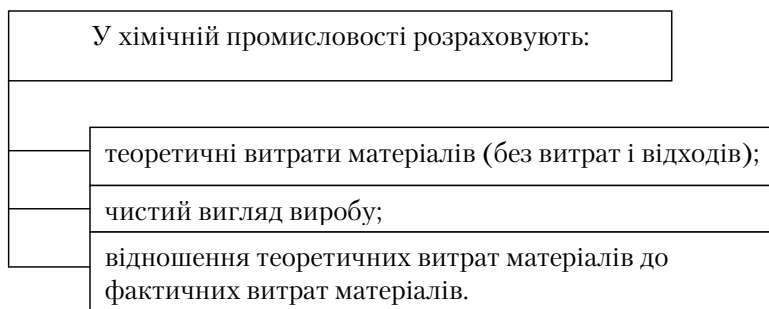 У хімічній промисловості розраховують:
теоретичні витрати матеріалів (без витрат і відходів);
чистий вигляд виробу;
відношення теоретичних витрат матеріалів до
фактичних витрат матеріалів.